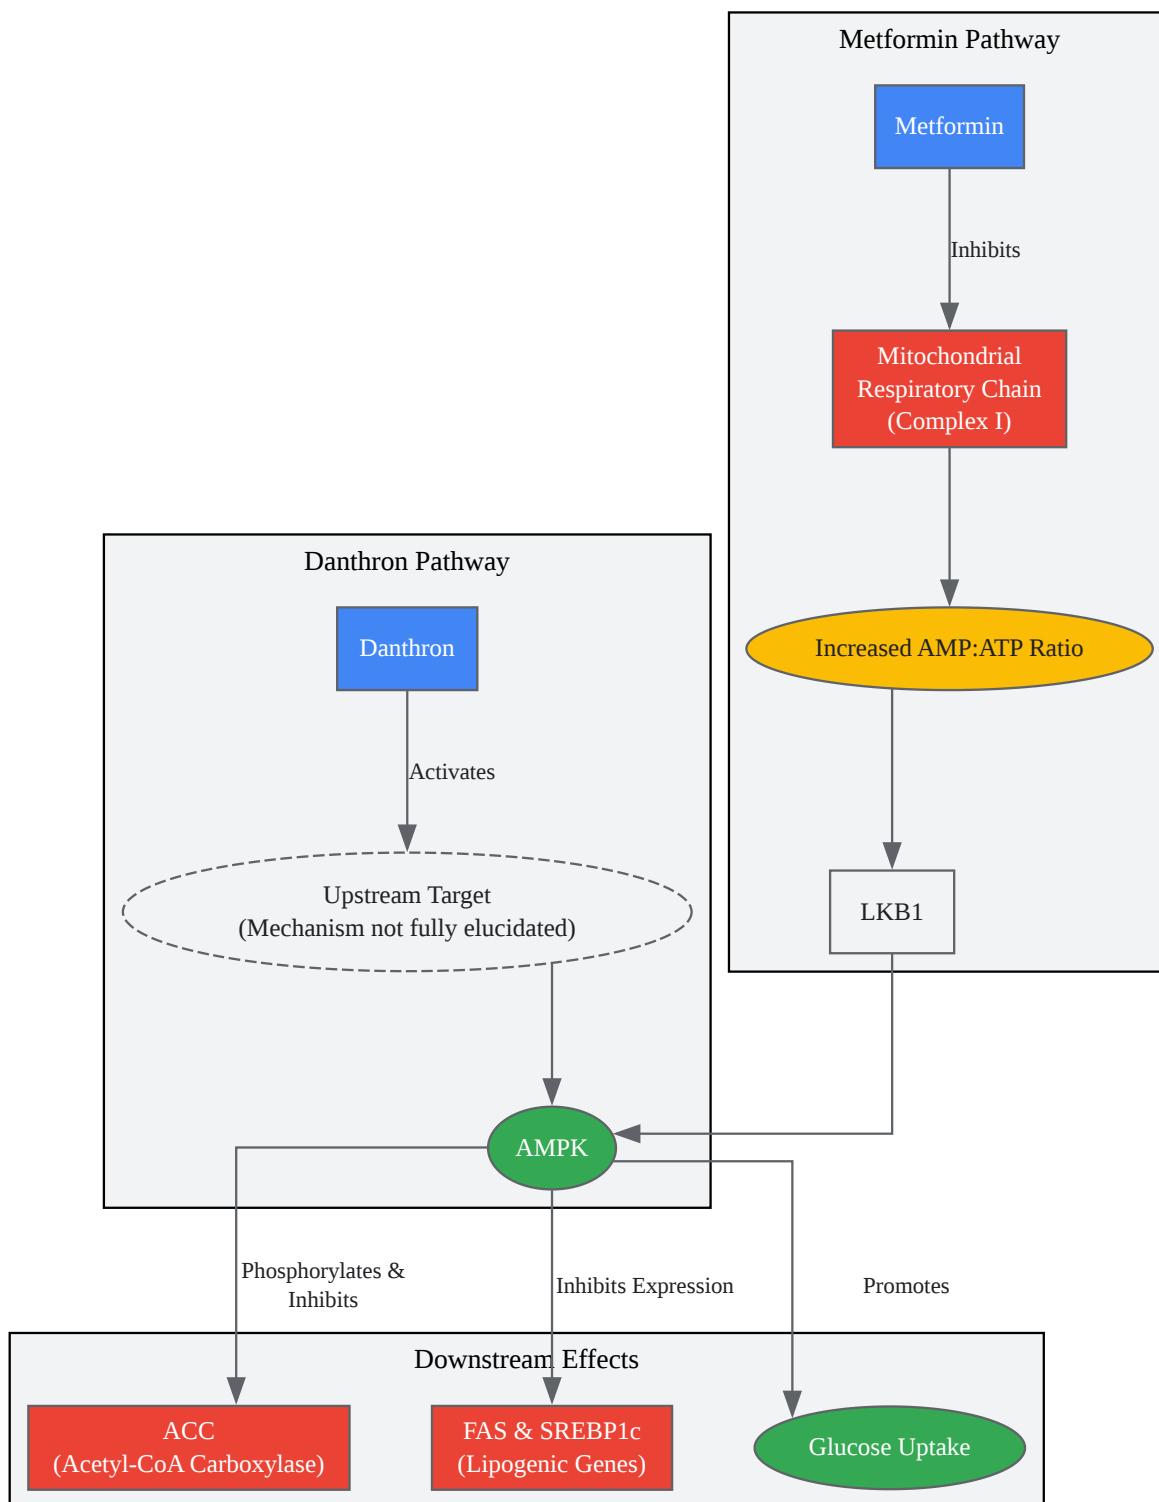 Metformin Pathway
Metformin
Inhibits
Mitochondrial
Respiratory Chain
(Complex I)
Danthron Pathway
Danthron
Increased AMP:ATP Ratio
Activates
Upstream Target
(Mechanism not fully elucidated)
LKB1
AMPK
Phosphorylates &
Inhibits
Inhibits Expression
Promotes
Downstream Effects
ACC
(Acetyl-CoA Carboxylase)
FAS & SREBP1c
(Lipogenic Genes)
Glucose Uptake